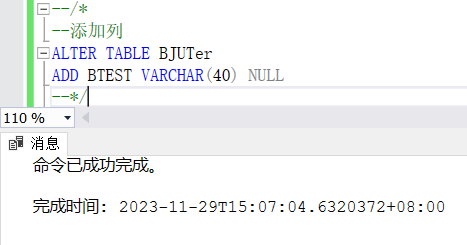 --/*
--添加列
ALTER TABLE BJUTer
ADD BTEST VARCHAR(40) NULL
--*/
110 %
消息
命令已成功完成。
完成时间: 2023-11-29T15:07:04.6320372+08:00